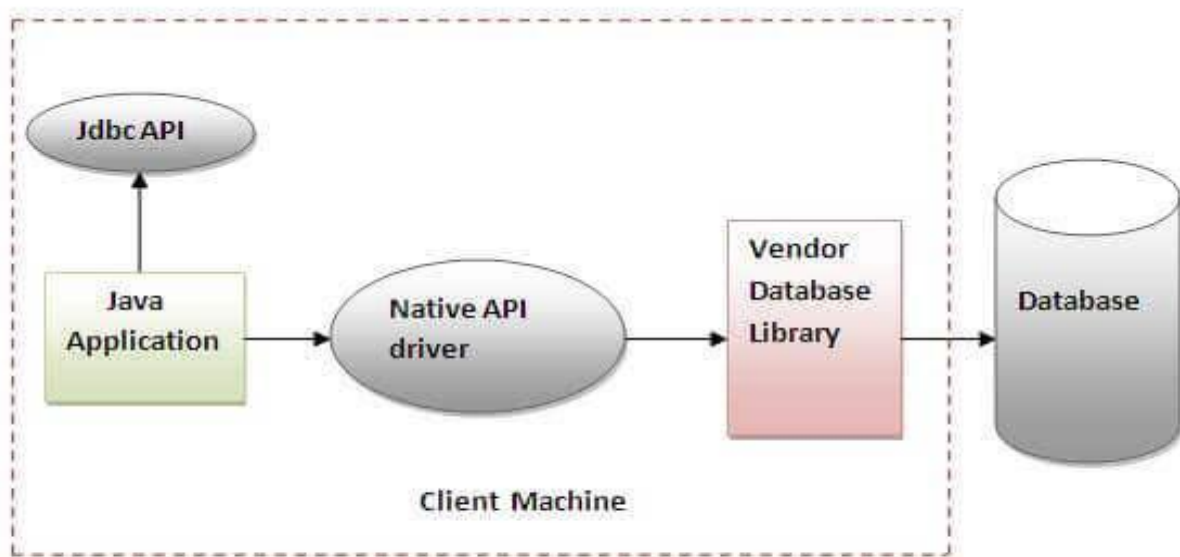 Jdbc API
Java
Application
Native API
driver
Vendor
Database
Library
Database
Client Machine